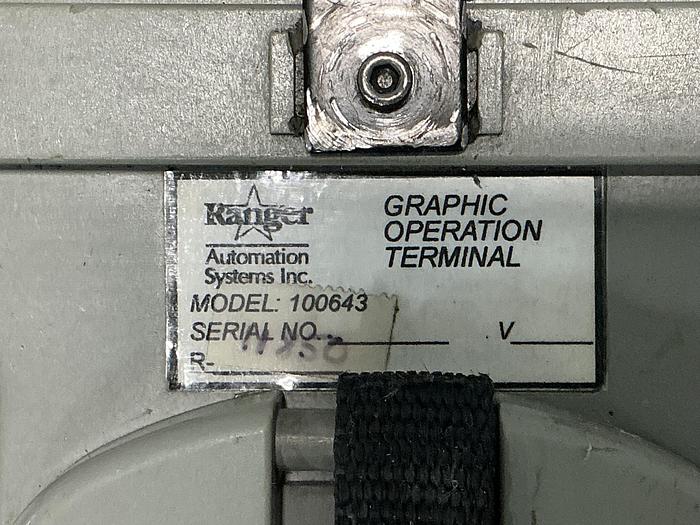 Ranger
Automation
Systems Inc.
GRAPHIC
OPERATION
TERMINAL
MODEL: 100643
SERIAL NO.
V
R-